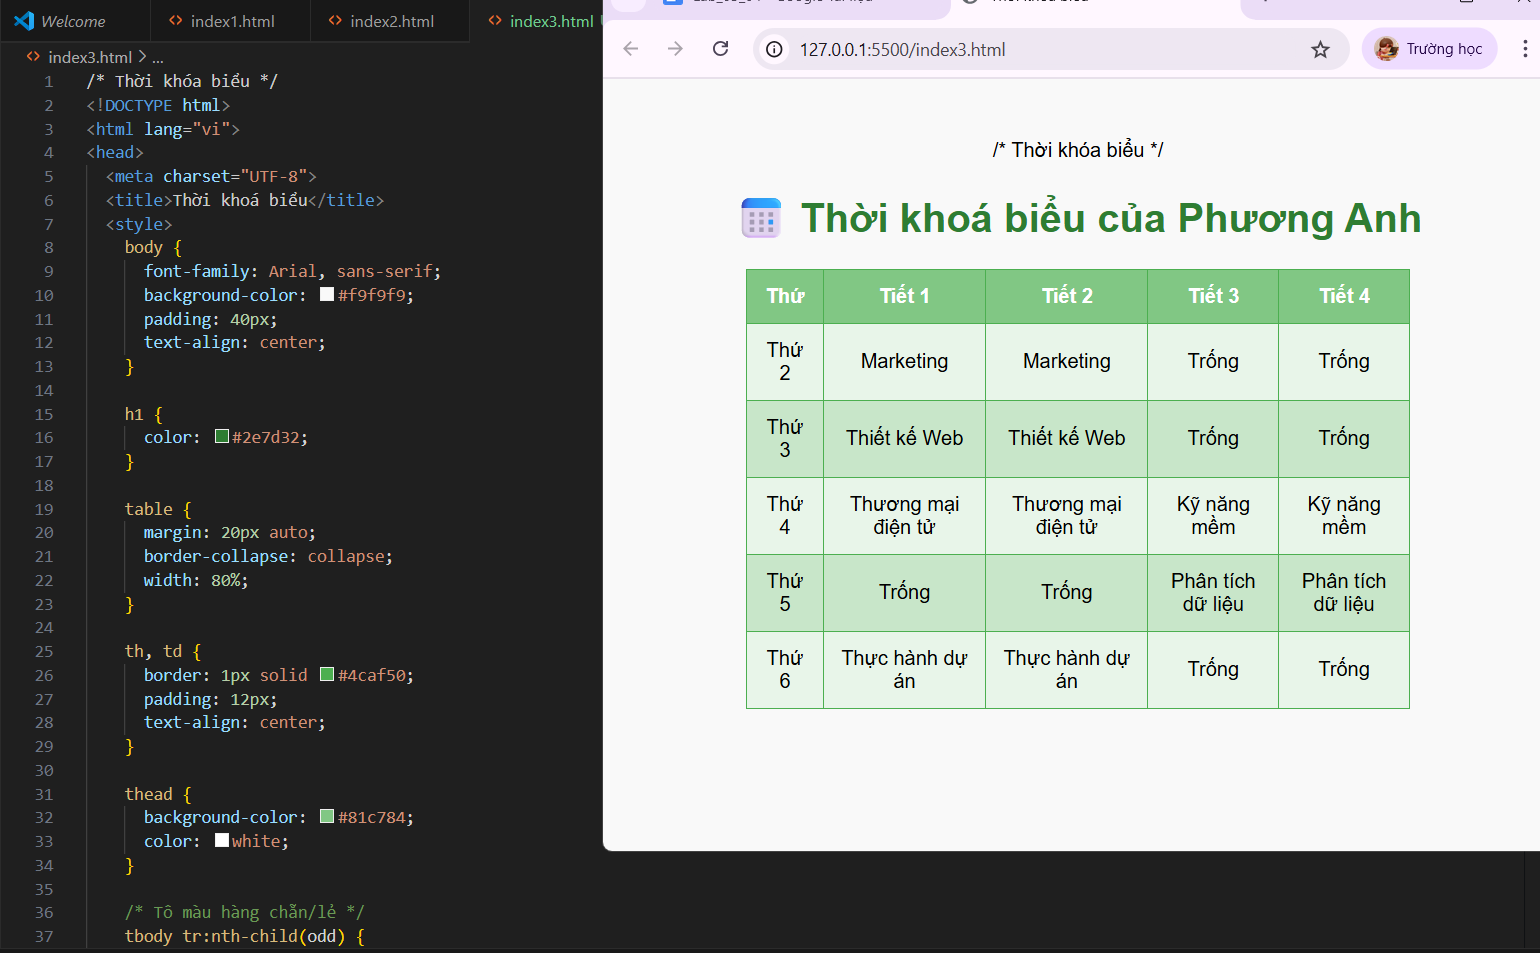 Welcome
index1.html
index2.html
index3.html
index3.html > ...
1 /* Thời khóa biểu */
2 <!DOCTYPE html>
3 <html lang="vi">
4 <head>
5 <meta charset="UTF-8">
6 <title>Thời khoá biểu</title>
7 <style>
8 body {
9 font-family: Arial, sans-serif;
10 background-color: #f9f9f9;
11 padding: 40px;
12 text-align: center;
13 }
14
15 h1 {
16 color: #2e7d32;
17 }
18
19 table {
20 margin: 20px auto;
21 border-collapse: collapse;
22 width: 80%;
23 }
24
25 th, td {
26 border: 1px solid #4caf50;
27 padding: 12px;
28 text-align: center;
29 }
30
31 thead {
32 background-color: #81c784;
33 color: white;
34 }
35
36 /* Tô màu hàng chẵn/lẻ */
37 tbody tr:nth-child(odd) {
127.0.0.1:5500/index3.html
Trường học
/* Thời khóa biểu */
Thời khoá biểu của Phương Anh
Thứ Tiết 1 Tiết 2 Tiết 3 Tiết 4
Thứ
2
Marketing Marketing Trống Trống
Thứ
3
Thiết kế Web Thiết kế Web Trống Trống
Thứ
4
Thương mại
điện tử
Thương mại
điện tử
Kỹ năng
mềm
Kỹ năng
mềm
Thứ
5
Trống Trống
Phân tích
dữ liệu
Phân tích
dữ liệu
Thứ
6
Thực hành dự
án
Thực hành dự
án
Trống Trống